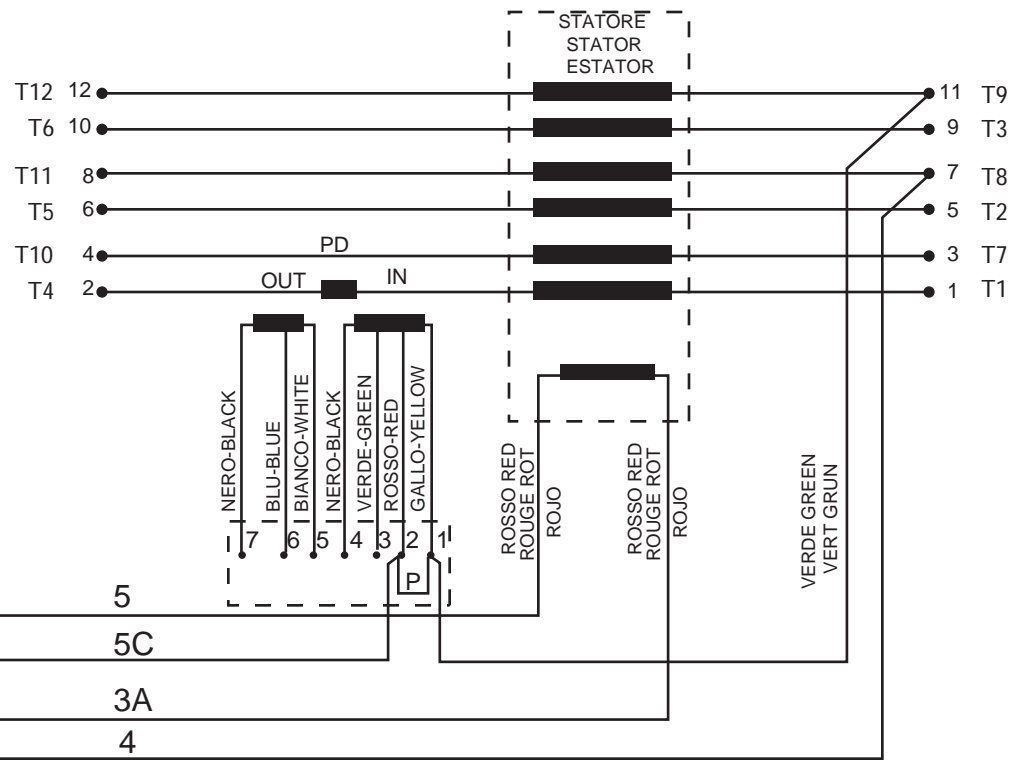 STATORE
STATOR
ESTATOR
T12 12 11 T9
T6 10 9 T3
T11 8 7 T8
T5 6 5 T2
T10 4 PD 3 T7
T4 2 OUT IN 1 T1
NERO-BLACK
BLU-BLUE
BIANCO-WHITE
NERO-BLACK
VERDE-GREEN
ROSSO-RED
GALLO-YELLOW
ROSSO RED
ROUGE ROT
ROJO
ROSSO RED
ROUGE ROT
ROJO
VERDE GREEN
VERT GRUN
7 6 5 4 3 2 1
P
5
5C
3A
4